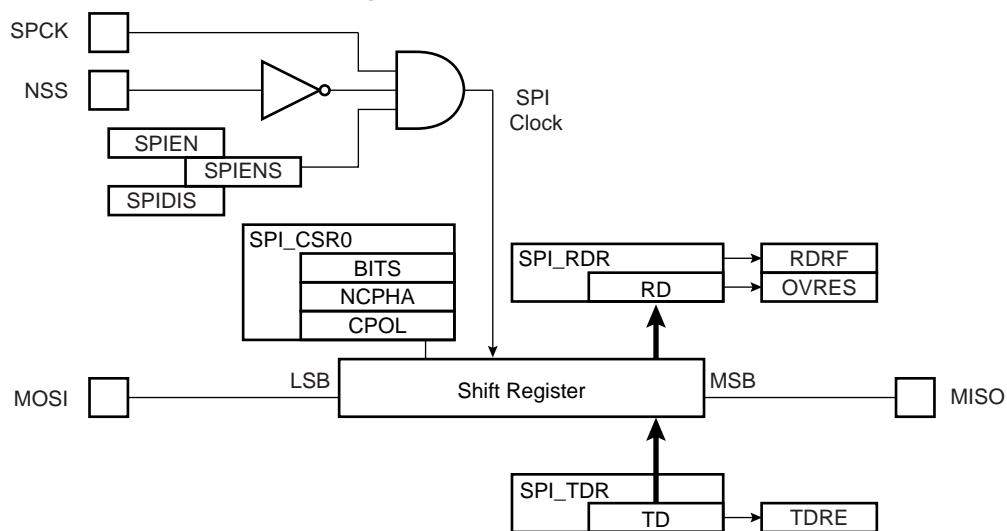 SPCK
NSS
SPI
Clock
SPIEN
SPIENS
SPIDIS
SPI_CSR0
BITS
NCPHA
CPOL
SPI_RDR
RD
RDRF
OVRES
MOSI
LSB
Shift Register
MSB
MISO
SPI_TDR
TD
TDRE